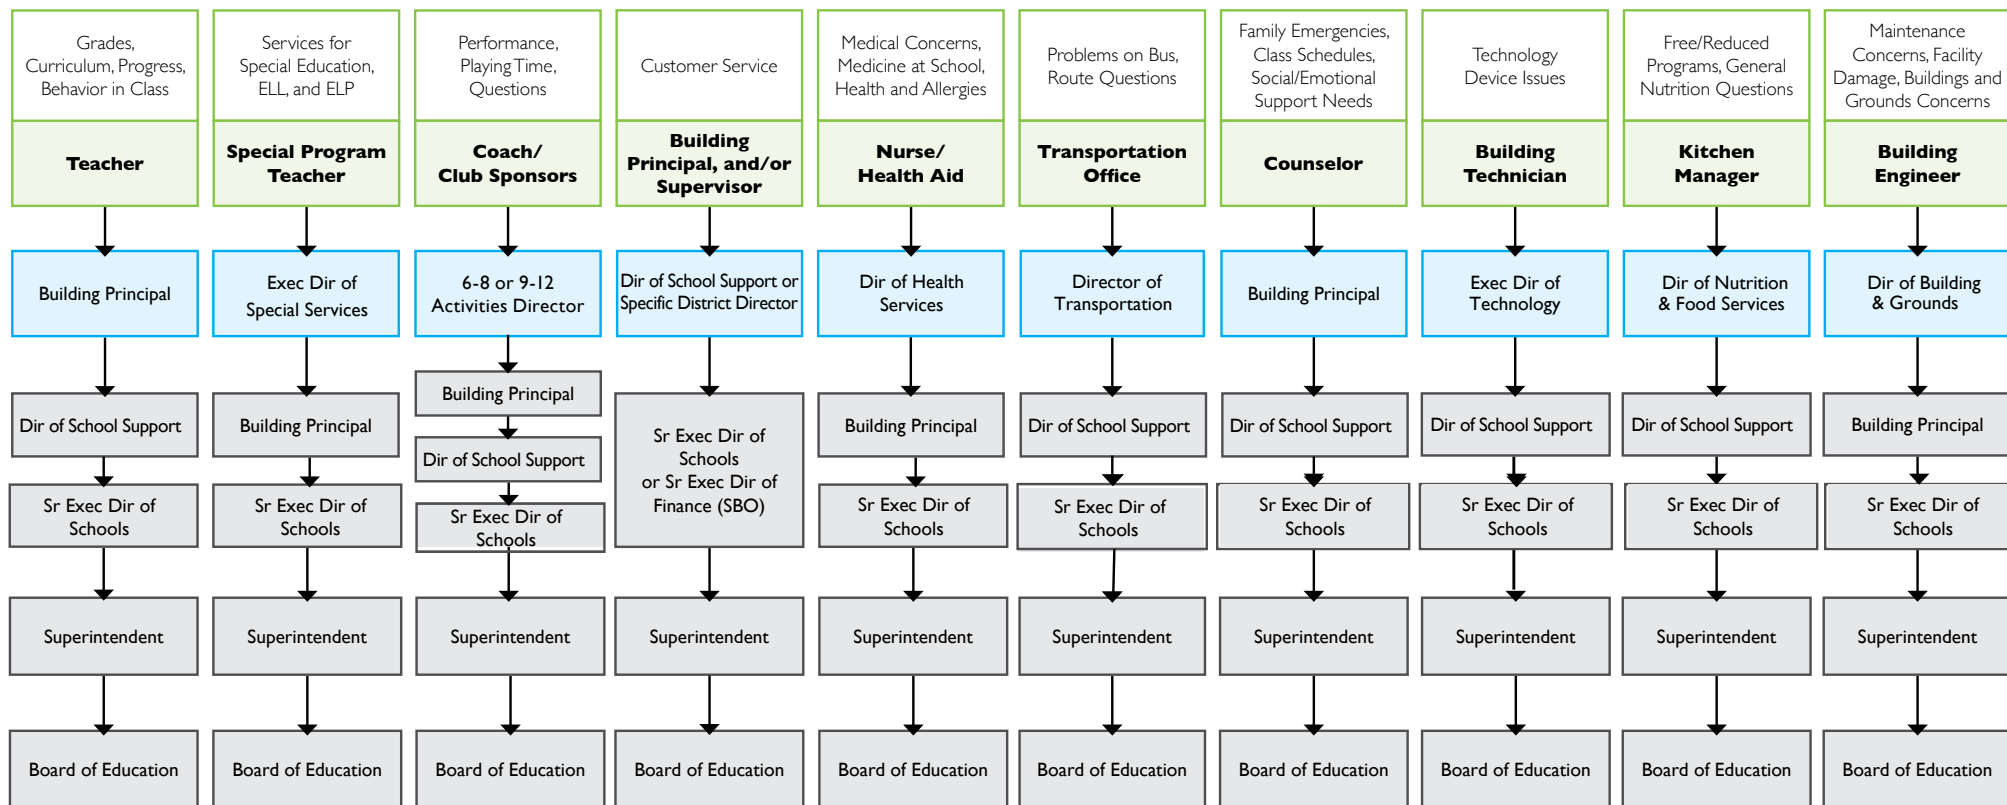 Grades,
Curriculum, Progress,
Behavior in Class
Services for
Special Education,
ELL, and ELP
Performance,
Playing Time,
Questions
Customer Service
Medical Concerns,
Medicine at School,
Health and Allergies
Problems on Bus,
Route Questions
Family Emergencies,
Class Schedules,
Social/Emotional
Support Needs
Technology
Device Issues
Free/Reduced
Programs, General
Nutrition Questions
Maintenance
Concerns, Facility
Damage, Buildings and
Grounds Concerns
Teacher
Special Program
Teacher
Coach/
Club Sponsors
Building
Principal, and/or
Supervisor
Nurse/
Health Aid
Transportation
Office
Counselor
Building
Technician
Kitchen
Manager
Building
Engineer
Building Principal
Exec Dir of
Special Services
6-8 or 9-12
Activities Director
Dir of School Support or
Specific District Director
Dir of Health
Services
Director of
Transportation
Building Principal
Exec Dir of
Technology
Dir of Nutrition
& Food Services
Dir of Building
& Grounds
Dir of School Support
Building Principal
Building Principal
Dir of School Support
Sr Exec Dir of
Schools
or Sr Exec Dir of
Finance (SBO)
Building Principal
Dir of School Support
Dir of School Support
Dir of School Support
Dir of School Support
Building Principal
Sr Exec Dir of
Schools
Sr Exec Dir of
Schools
Sr Exec Dir of
Schools
Sr Exec Dir of
Schools
Sr Exec Dir of
Schools
Sr Exec Dir of
Schools
Sr Exec Dir of
Schools
Sr Exec Dir of
Schools
Sr Exec Dir of
Schools
Superintendent
Superintendent
Superintendent
Superintendent
Superintendent
Superintendent
Superintendent
Superintendent
Superintendent
Superintendent
Board of Education
Board of Education
Board of Education
Board of Education
Board of Education
Board of Education
Board of Education
Board of Education
Board of Education
Board of Education